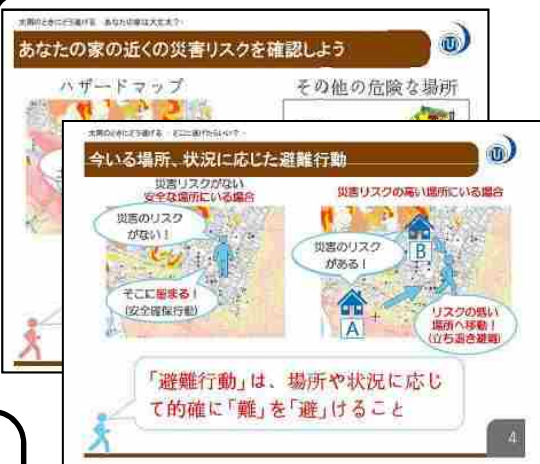 大雨のときにどう逃げる - あなたの家は大丈夫？-
あなたの家の近くの災害リスクを確認しよう
ハザードマップ
その他の危険な場所
- 大雨のときにどう逃げる - どこに逃げたらいい？ -
今いる場所、状況に応じた避難行動
災害リスクがない
安全な場所にいる場合
災害のリスク
がない！
そこに留まる！
(安全確保行動)
災害リスクの高い場所にいる場合
災害のリスク
がある！
B
A
リスクの低い
場所へ移動！
(立ち退き避難)
「避難行動」は、場所や状況に応じ
て的確に「難」を「避」けること
4